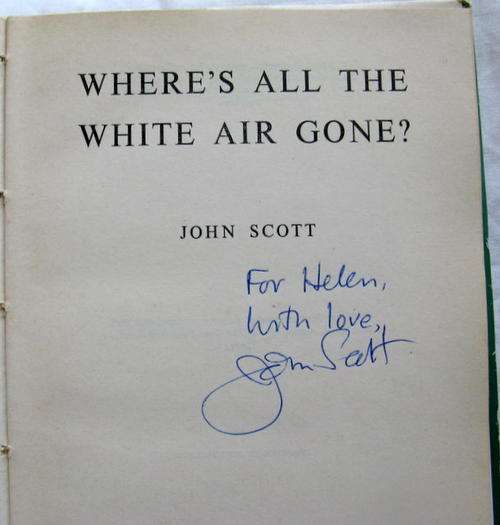 WHERE'S ALL THE
WHITE AIR GONE?
JOHN SCOTT
For Helen,
With love,
John Scott